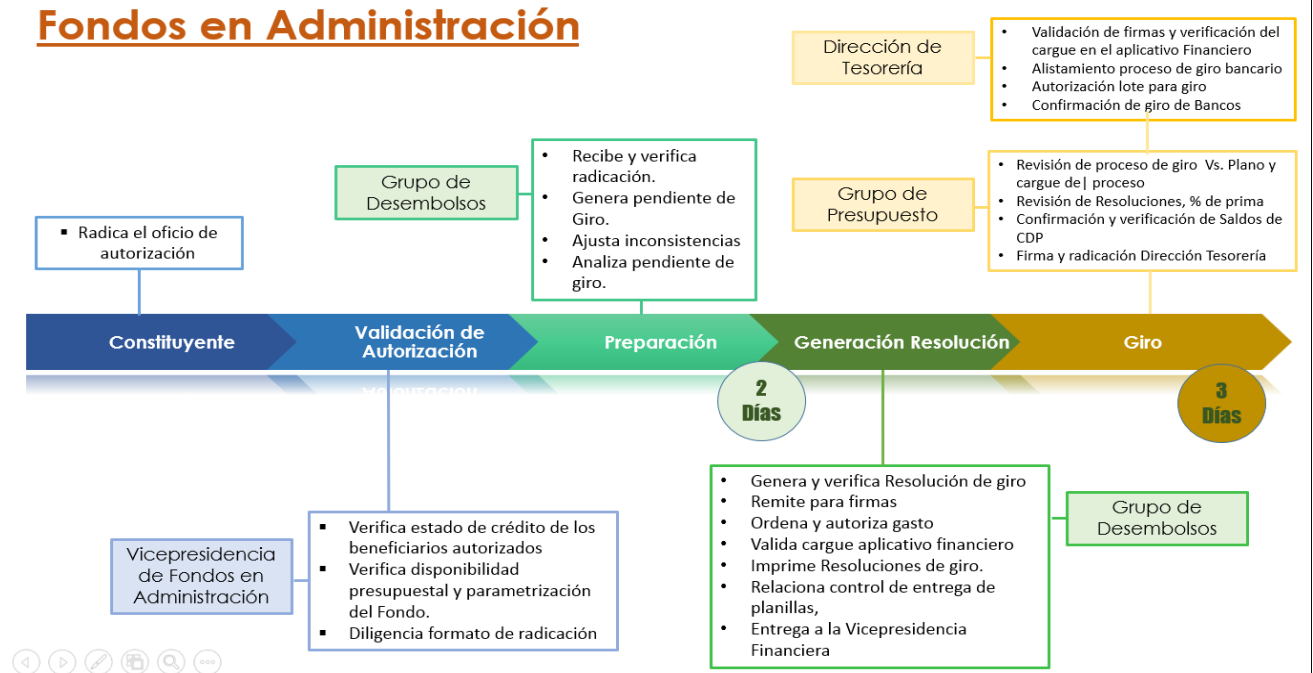 Fondos en Administración
Dirección de
Tesorería
• Validación de firmas y verificación del
cargue en el aplicativo Financiero
• Alistamiento proceso de giro bancario
• Autorización lote para giro
• Confirmación de giro de Bancos
Grupo de
Desembolsos
• Recibe y verifica
radicación.
• Genera pendiente de
Giro.
• Ajusta inconsistencias
• Analiza pendiente de
giro.
Grupo de
Presupuesto
• Revisión de proceso de giro Vs. Plano y
cargue de| proceso
• Revisión de Resoluciones, % de prima
• Confirmación y verificación de Saldos de
CDP
• Firma y radicación Dirección Tesorería
▪ Radica el oficio de
autorización
Constituyente
Validación de
Autorización
Preparación
Generación Resolución
Giro
2
Días
3
Días
Vicepresidencia
de Fondos en
Administración
▪ Verifica estado de crédito de los
beneficiarios autorizados
▪ Verifica disponibilidad
presupuestal y parametrización
del Fondo.
▪ Diligencia formato de radicación
• Genera y verifica Resolución de giro
• Remite para firmas
• Ordena y autoriza gasto
• Valida cargue aplicativo financiero
• Imprime Resoluciones de giro.
• Relaciona control de entrega de
planillas,
• Entrega a la Vicepresidencia
Financiera
Grupo de
Desembolsos